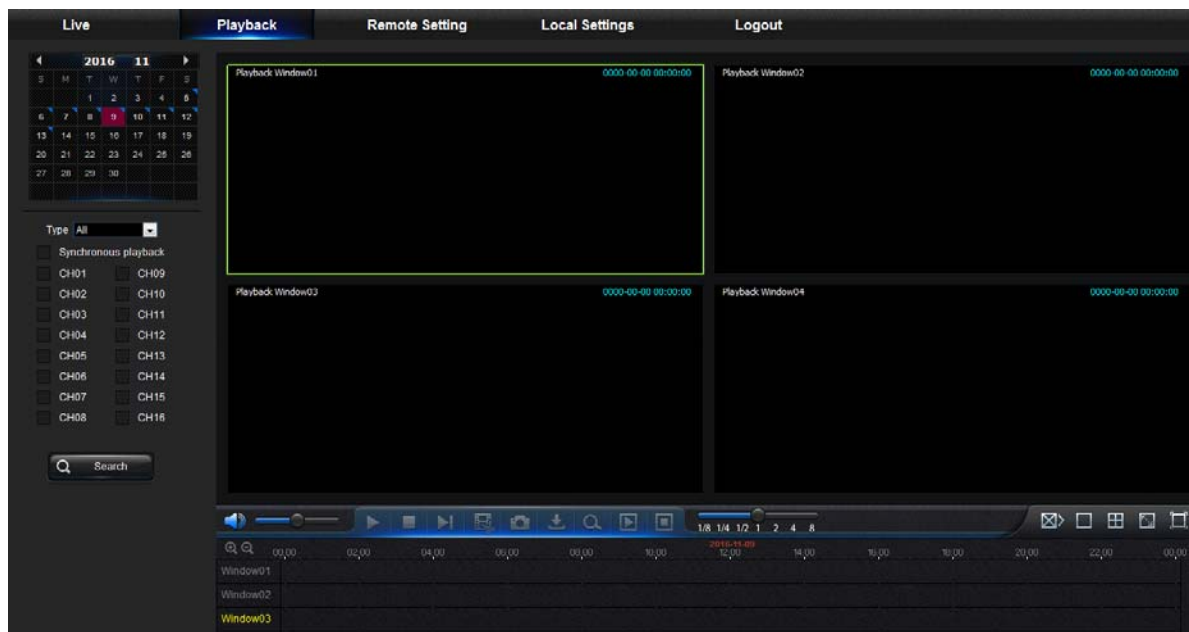 Live Playback Remote Setting Local Settings Logout
2016 11
S M T W T F S
1 2 3 4 5
6 7 8 9 10 11 12
13 14 15 16 17 18 19
20 21 22 23 24 25 26
27 28 29 30
Type All
Synchronous playback
CH01 CH09
CH02 CH10
CH03 CH11
CH04 CH12
CH05 CH13
CH06 CH14
CH07 CH15
CH08 CH16
Search
Playback Window01 0000-00-00 00:00:00
Playback Window02 0000-00-00 00:00:00
Playback Window03 0000-00-00 00:00:00
Playback Window04 0000-00-00 00:00:00
1/8 1/4 1/2 1 2 4 8
2016-11-09
00:00 02:00 04:00 06:00 08:00 10:00 12:00 14:00 16:00 18:00 20:00 22:00 00:00
Window01
Window02
Window03